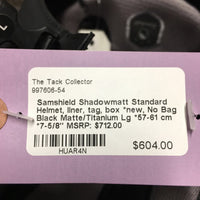 The Tack Collector
997606-54
Samshield Shadowmatt Standard
Helmet, liner, tag, box *new, No Bag
Black Matte/Titanium Lg *57-61 cm
*7-5/8" MSRP: $712.00
HUAR4N
$604.00